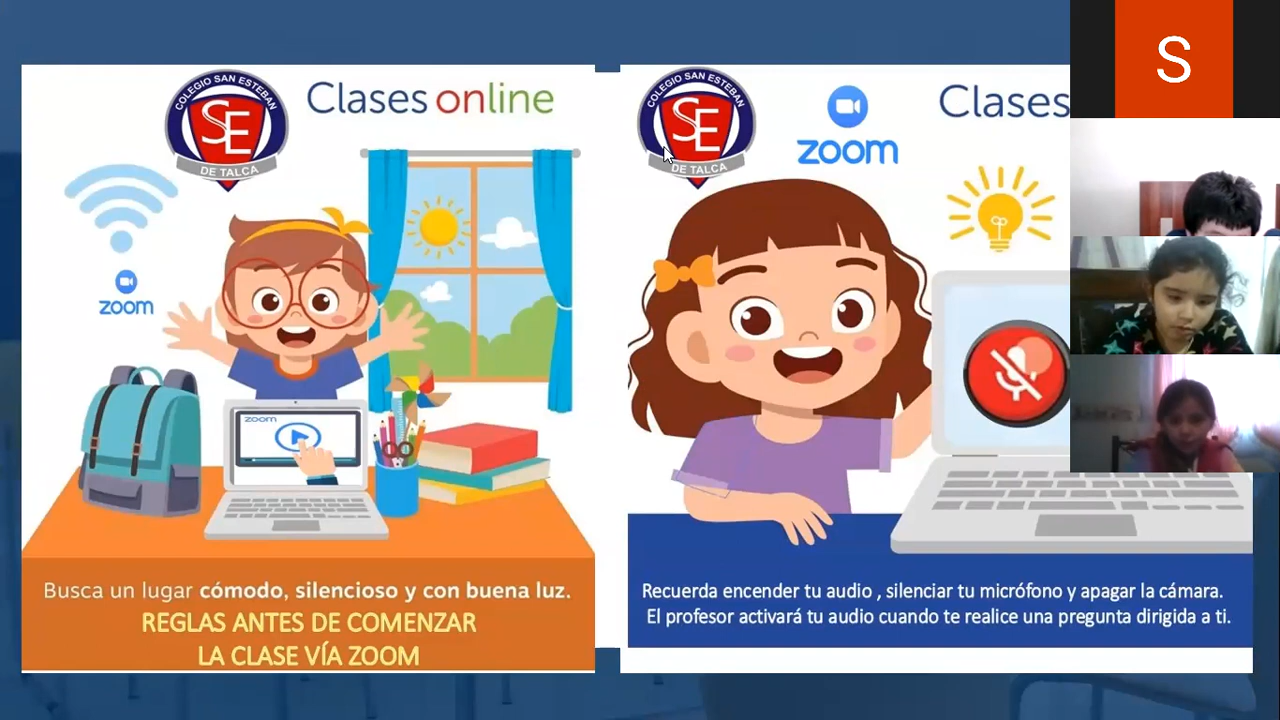 COLEGIO SAN ESTEBAN
SE
DE TALCA
Clases online
zoom
zoom
Busca un lugar cómodo, silencioso y con buena luz.
REGLAS ANTES DE COMENZAR
LA CLASE VÍA ZOOM
COLEGIO SAN ESTEBAN
SE
DE TALCA
zoom
Clases
Recuerda encender tu audio , silenciar tu micrófono y apagar la cámara.
El profesor activará tu audio cuando te realice una pregunta dirigida a ti.
S